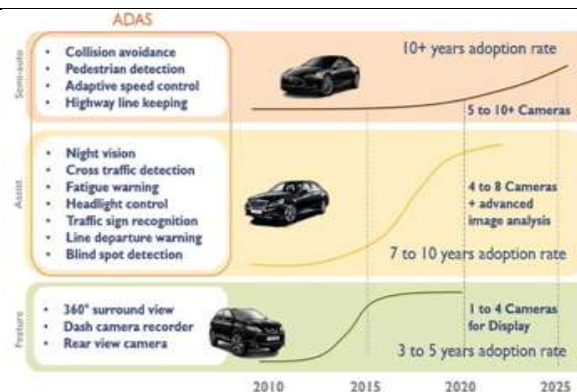 ADAS
Semi-auto
• Collision avoidance
• Pedestrian detection
• Adaptive speed control
• Highway line keeping
10+ years adoption rate
5 to 10+ Cameras
Assist
• Night vision
• Cross traffic detection
• Fatigue warning
• Headlight control
• Traffic sign recognition
• Line departure warning
• Blind spot detection
4 to 8 Cameras
+ advanced
image analysis
7 to 10 years adoption rate
Feature
• 360° surround view
• Dash camera recorder
• Rear view camera
1 to 4 Cameras
for Display
3 to 5 years adoption rate
2010 2015 2020 2025